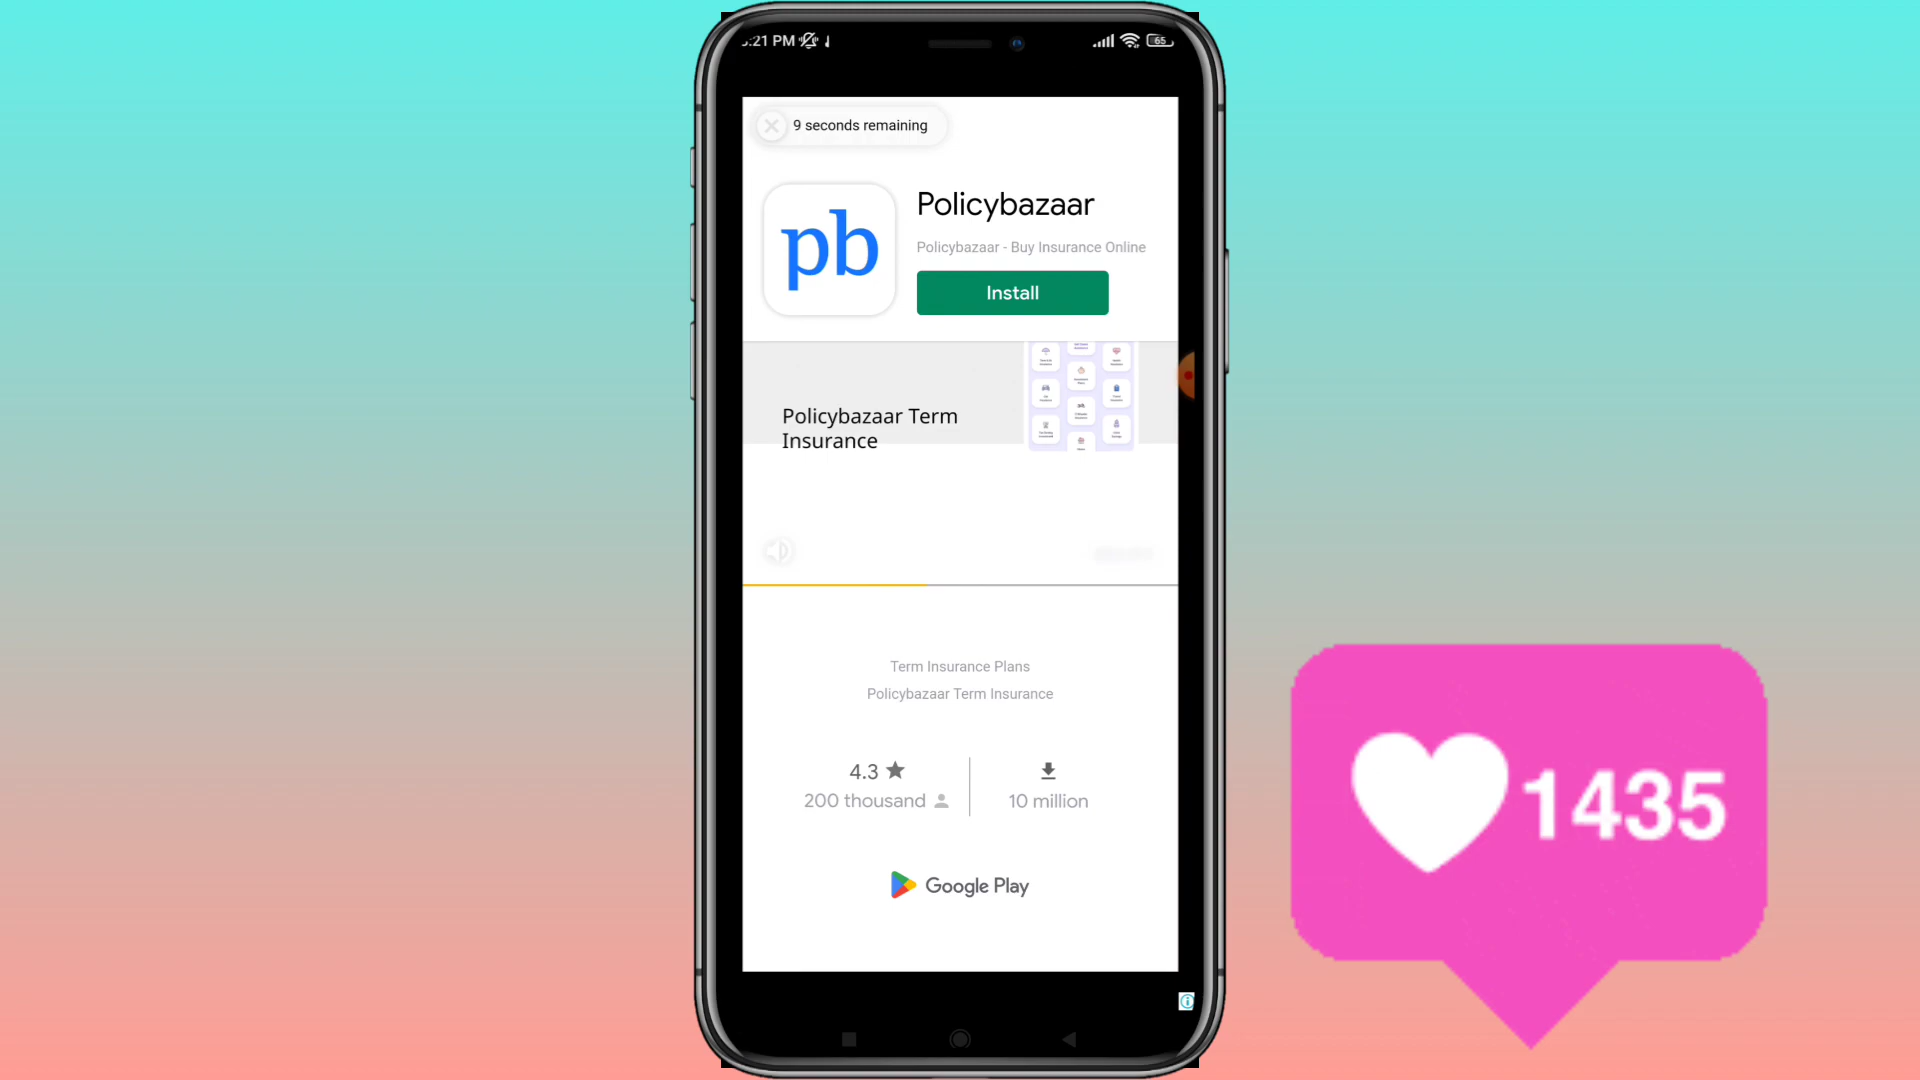 :21 PM
65
9 seconds remaining
pb
Policybazaar
Policybazaar - Buy Insurance Online
Install
Policybazaar Term
Insurance
Term Insurance Plans
Policybazaar Term Insurance
4.3
200 thousand
10 million
Google Play
1435